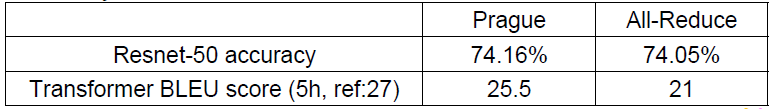 Prague All-Reduce
Resnet-50 accuracy 74.16% 74.05%
Transformer BLEU score (5h, ref:27) 25.5 21